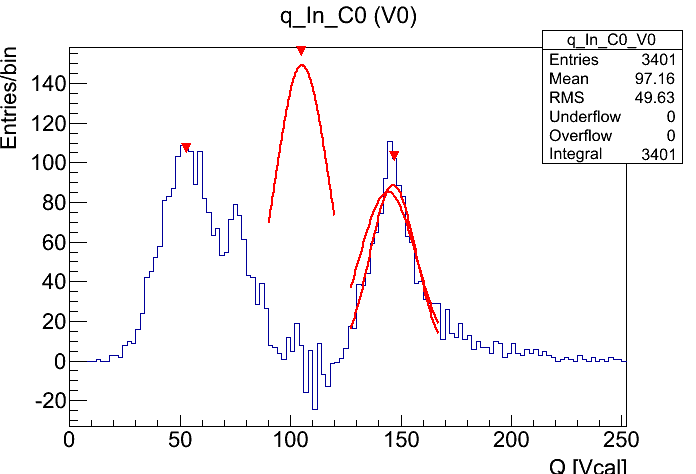 q_In_C0 (V0)
q_In_C0_V0
Entries 3401
Mean 97.16
RMS 49.63
Underflow 0
Overflow 0
Integral 3401
Entries/bin
140
120
100
80
60
40
20
0
-20
0 50 100 150 200 250
Q [Vcal]